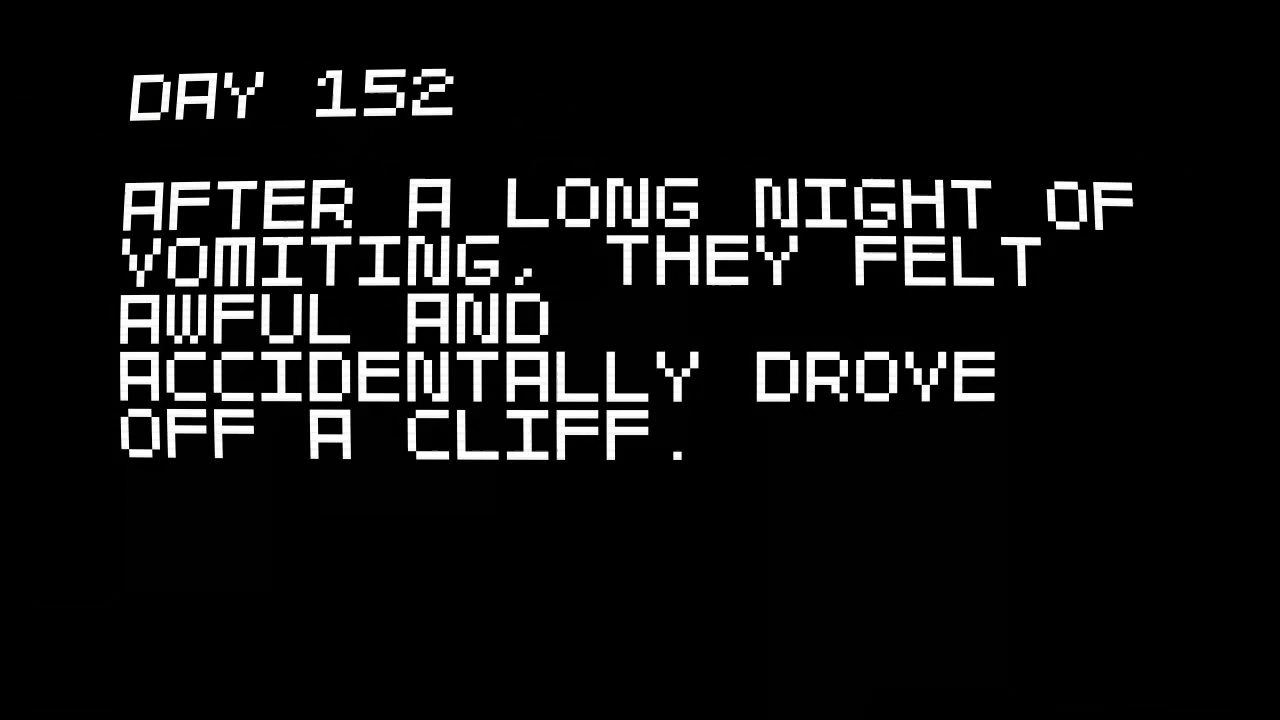 DAY 152
AFTER A LONG NIGHT OF
VOMITING, THEY FELT
AWFUL AND
ACCIDENTALLY DROVE
OFF A CLIFF.